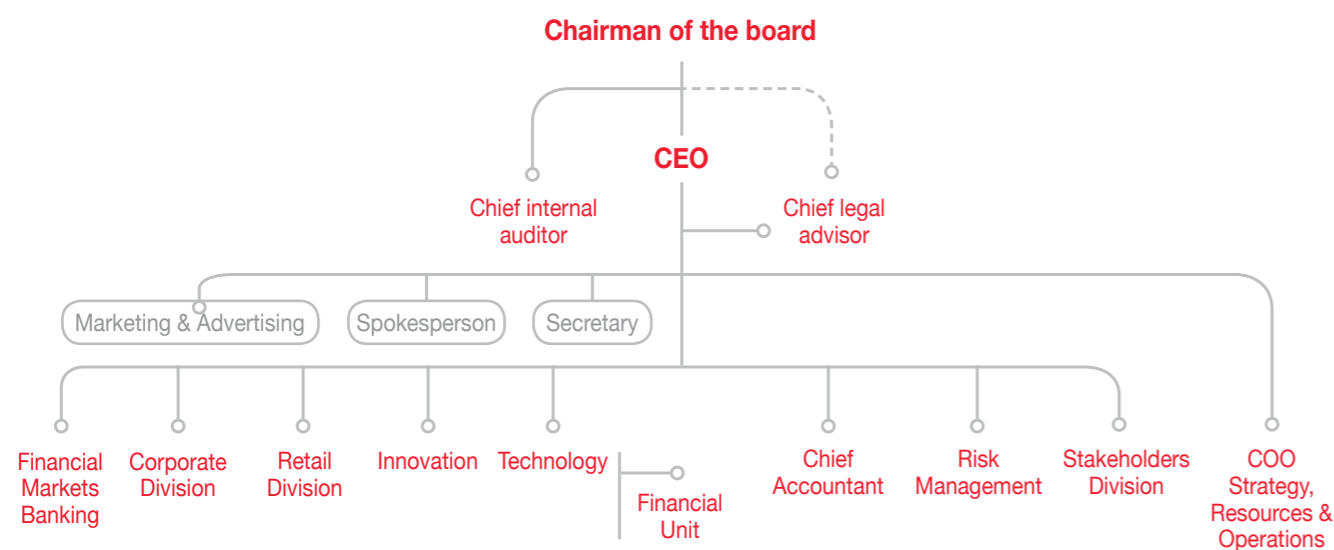 Chairman of the board
CEO
Chief internal
auditor
Chief legal
advisor
Marketing & Advertising
Spokesperson
Secretary
Financial
Markets
Banking
Corporate
Division
Retail
Division
Innovation
Technology
Financial
Unit
Chief
Accountant
Risk
Management
Stakeholders
Division
COO
Strategy,
Resources &
Operations